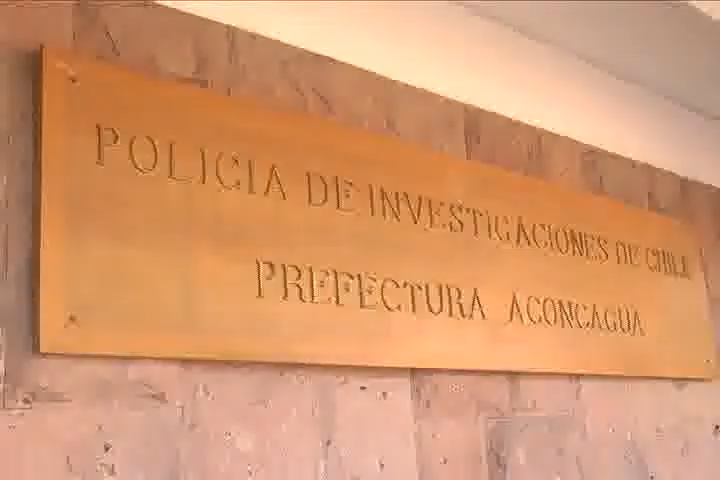 POLICIA DE INVESTIGACIONES DE CHILE
PREFECTURA ACONCAGUA